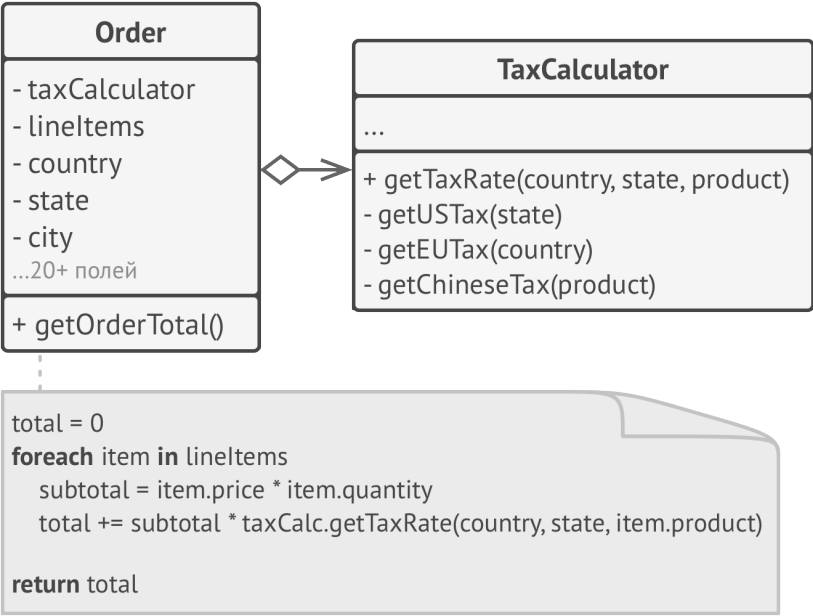 Order
- taxCalculator
- lineItems
- country
- state
- city
...20+ полей
+ getOrderTotal()
TaxCalculator
...
+ getTaxRate(country, state, product)
- getUSTax(state)
- getEUTax(country)
- getChineseTax(product)
total = 0
foreach item in lineItems
subtotal = item.price * item.quantity
total += subtotal * taxCalc.getTaxRate(country, state, item.product)
return total